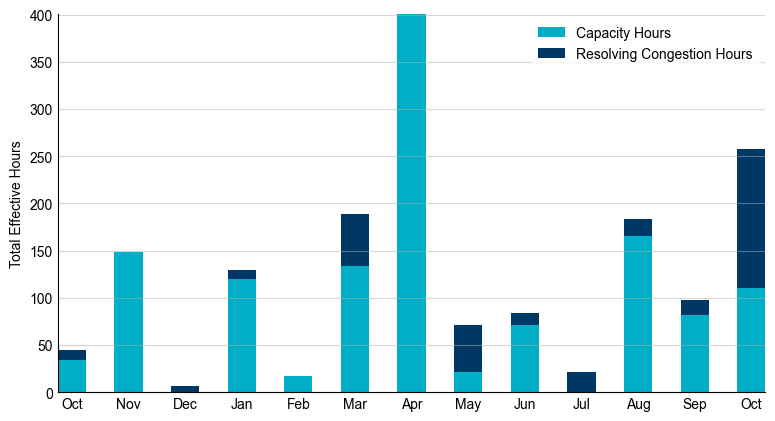 400
350
300
250
200
150
100
50
0
Total Effective Hours
Capacity Hours
Resolving Congestion Hours
Oct Nov Dec Jan Feb Mar Apr May Jun Jul Aug Sep Oct